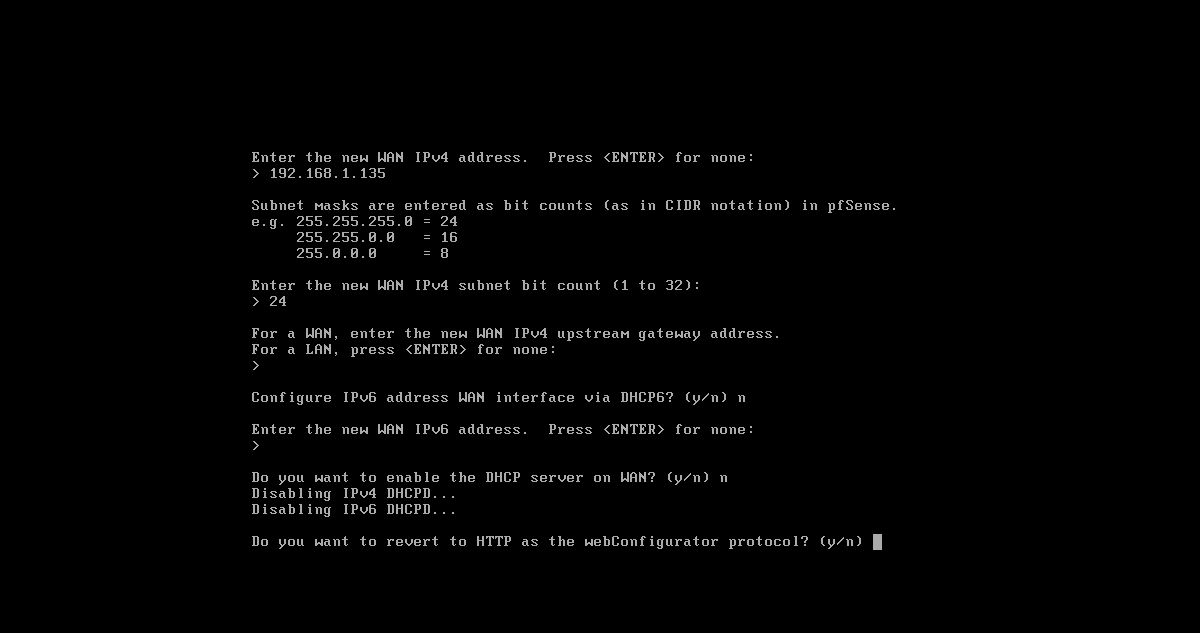 Enter the new WAN IPv4 address.  Press <ENTER> for none:
> 192.168.1.135
Subnet masks are entered as bit counts (as in CIDR notation) in pfSense.
e.g. 255.255.255.0 = 24
     255.255.0.0   = 16
     255.0.0.0     = 8
Enter the new WAN IPv4 subnet bit count (1 to 32):
> 24
For a WAN, enter the new WAN IPv4 upstream gateway address.
For a LAN, press <ENTER> for none:
>
Configure IPv6 address WAN interface via DHCP6? (y/n) n
Enter the new WAN IPv6 address.  Press <ENTER> for none:
>
Do you want to enable the DHCP server on WAN? (y/n) n
Disabling IPv4 DHCPD...
Disabling IPv6 DHCPD...
Do you want to revert to HTTP as the webConfigurator protocol? (y/n)